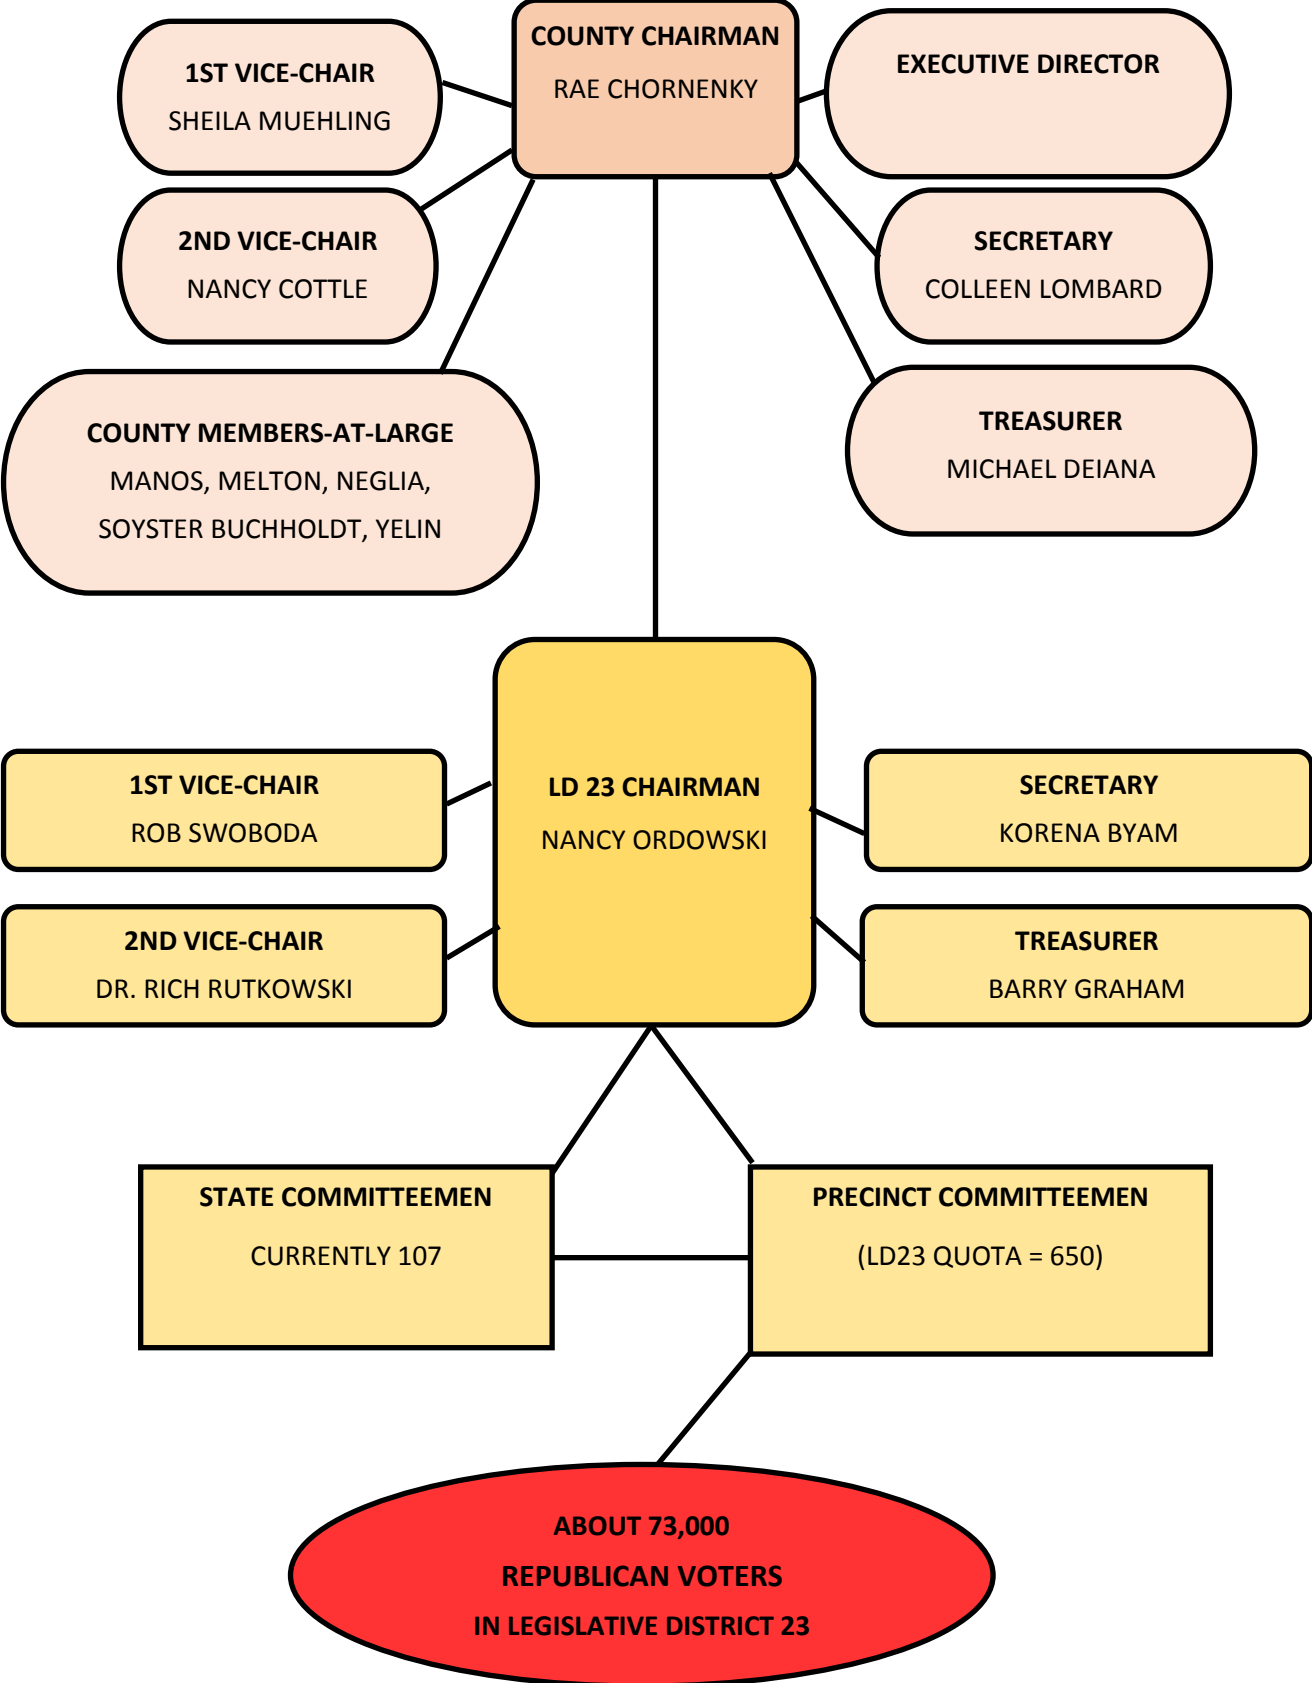 COUNTY CHAIRMAN
RAE CHORNENKY
1ST VICE-CHAIR
SHEILA MUEHLING
EXECUTIVE DIRECTOR
2ND VICE-CHAIR
NANCY COTTLE
SECRETARY
COLLEEN LOMBARD
COUNTY MEMBERS-AT-LARGE
MANOS, MELTON, NEGLIA,
SOYSTER BUCHHOLDT, YELIN
TREASURER
MICHAEL DEIANA
LD 23 CHAIRMAN
NANCY ORDOWSKI
1ST VICE-CHAIR
ROB SWOBODA
SECRETARY
KORENA BYAM
2ND VICE-CHAIR
DR. RICH RUTKOWSKI
TREASURER
BARRY GRAHAM
STATE COMMITTEEMEN
CURRENTLY 107
PRECINCT COMMITTEEMEN
(LD23 QUOTA = 650)
ABOUT 73,000
REPUBLICAN VOTERS
IN LEGISLATIVE DISTRICT 23